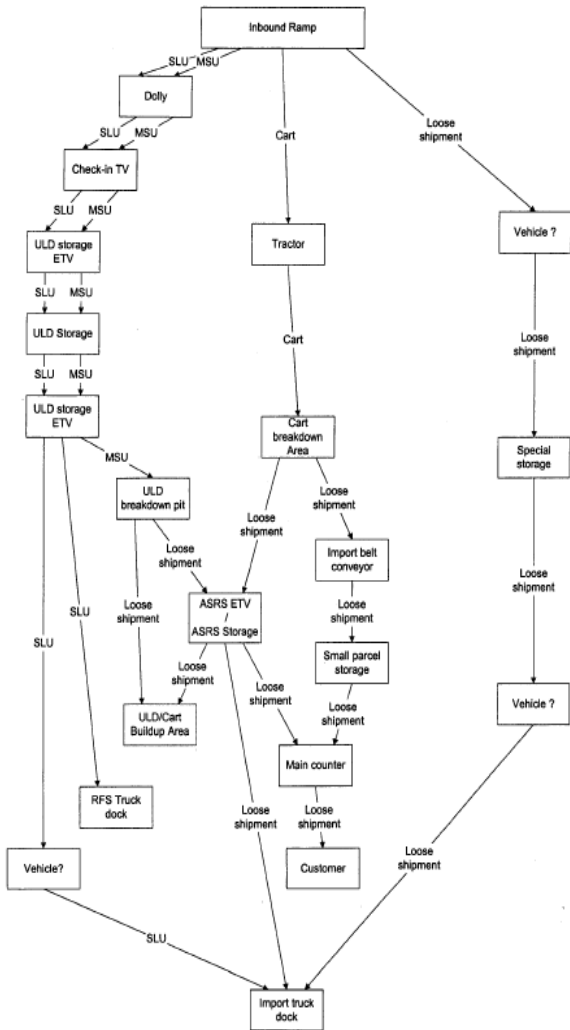 Inbound Ramp
SLU
MSU
Dolly
Cart
Loose
shipment
SLU
MSU
Check-in TV
SLU
MSU
Tractor
Vehicle ?
ULD storage
ETV
SLU
MSU
Cart
Loose
shipment
ULD Storage
SLU
MSU
ULD storage
ETV
Cart
breakdown
Area
Special
storage
MSU
ULD
breakdown pit
Loose
shipment
Loose
shipment
Loose
shipment
Import belt
conveyor
Loose
shipment
Loose
shipment
ASRS ETV
/
ASRS Storage
Loose
shipment
SLU
SLU
Small parcel
storage
Loose
shipment
Loose
shipment
Loose
shipment
Vehicle ?
ULD/Cart
Buildup Area
Main counter
RFS Truck
dock
Loose
shipment
Loose
shipment
Vehicle?
Customer
Loose
shipment
SLU
Import truck
dock